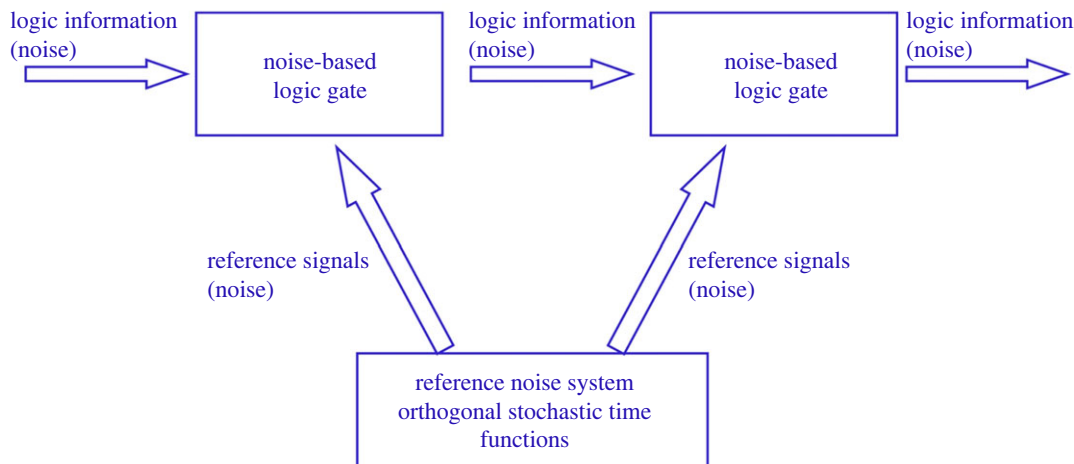 logic information
(noise)
noise-based
logic gate
logic information
(noise)
noise-based
logic gate
logic information
(noise)
reference signals
(noise)
reference signals
(noise)
reference noise system
orthogonal stochastic time
functions